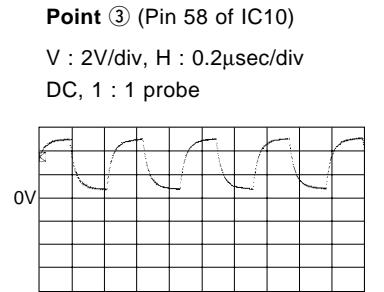 Point ③ (Pin 58 of IC10)
V : 2V/div, H : 0.2μsec/div
DC, 1 : 1 probe
0V